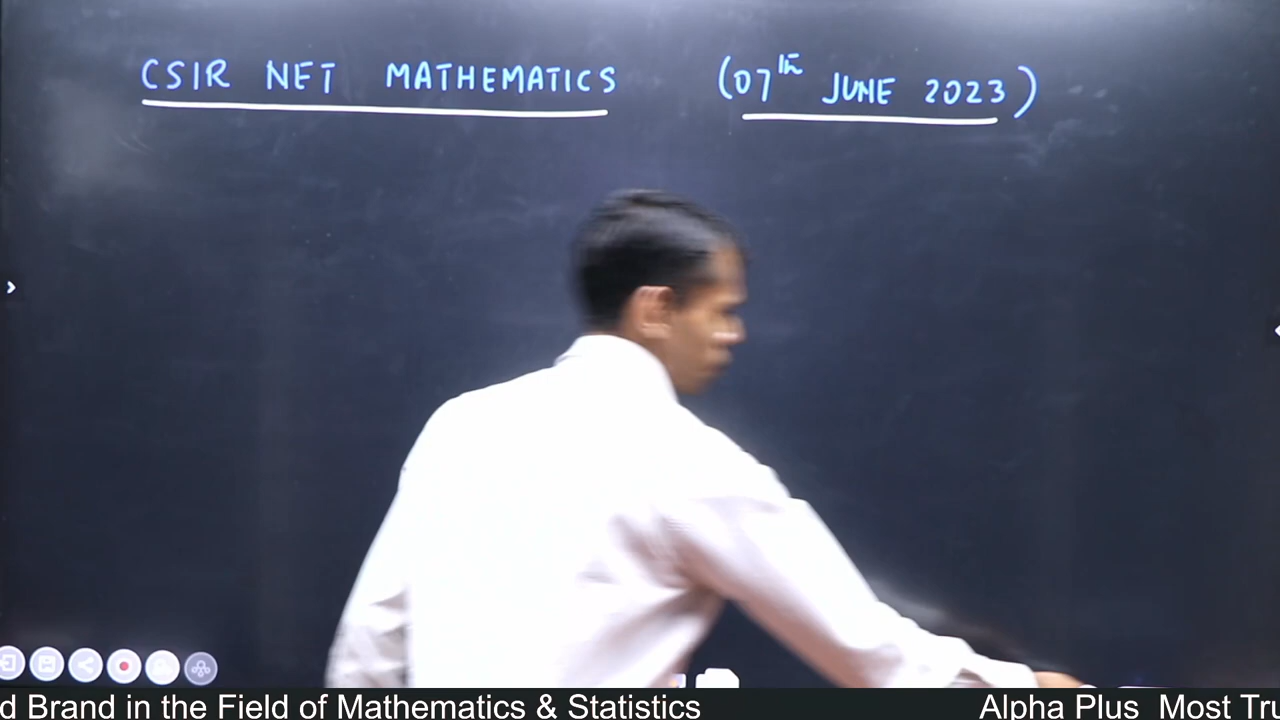 CSIR NET MATHEMATICS (07th JUNE 2023)
d Brand in the Field of Mathematics & Statistics Alpha Plus Most Tru